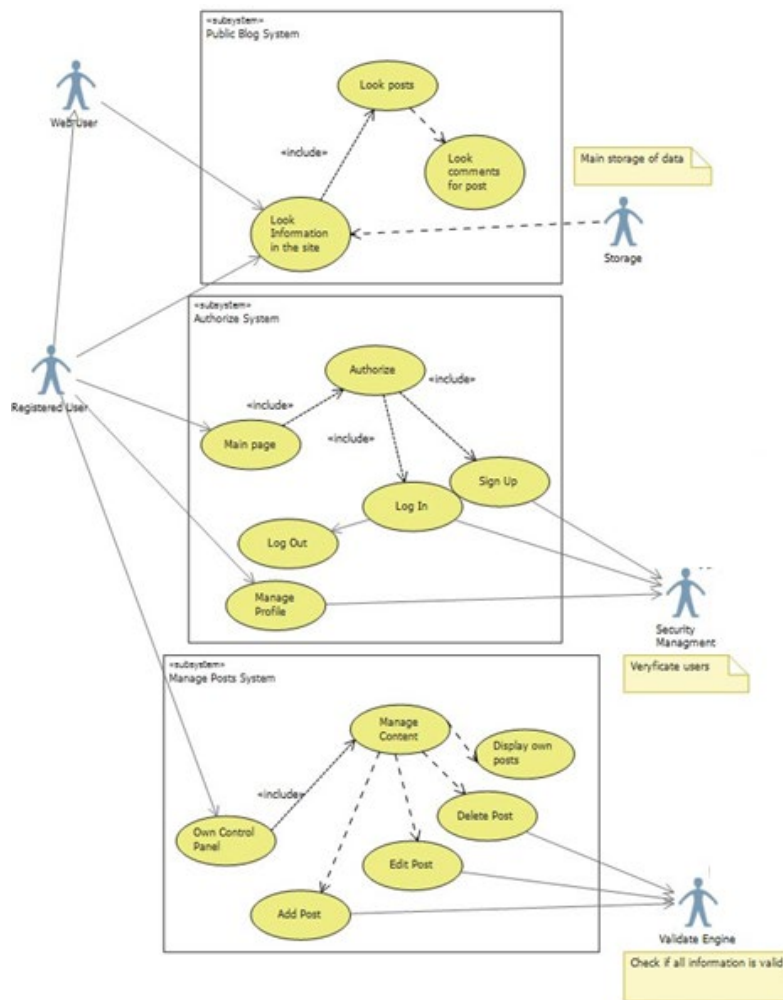 «subsystem»
Public Blog System
Look posts
Web User
«include»
Look
comments
for post
Main storage of data
Look
Information
in the site
Storage
«subsystem»
Authorize System
Authorize
«include»
«include»
Registered User
«include»
Main page
Sign Up
Log In
Log Out
Manage
Profile
Security
Managment
Veryficate users
«subsystem»
Manage Posts System
Manage
Content
Display own
posts
«include»
Delete Post
Own Control
Panel
Edit Post
Add Post
Validate Engine
Check if all information is valid